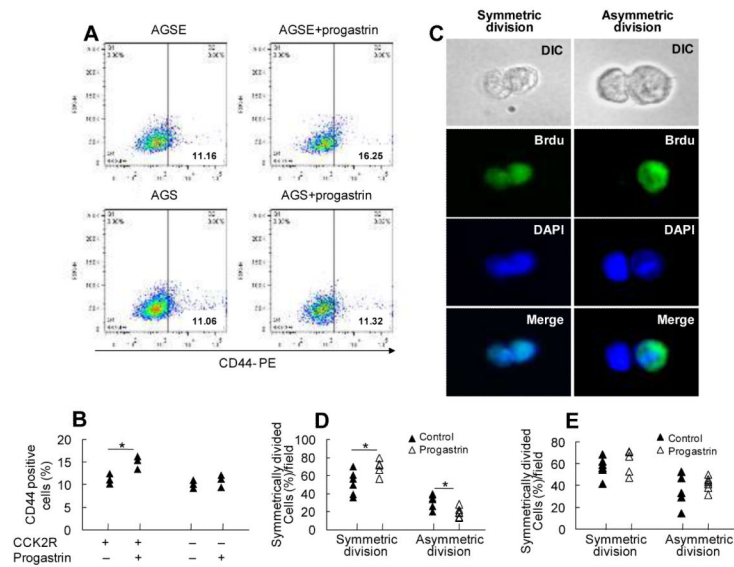 A
AGSE
AGSE+progastrin
11.16
16.25
AGS
AGS+progastrin
11.06
11.32
CD44- PE
C
Symmetric
division
Asymmetric
division
DIC
DIC
Brdu
Brdu
DAPI
DAPI
Merge
Merge
B
CD44 positive
cells (%)
20
15
10
5
0
*
CCK2R + + – –
Progastrin – + – +
D
Symmetrically divided
Cells (%)/field
100
80
60
40
20
0
*
*
Control
Progastrin
Symmetric
division
Asymmetric
division
E
Symmetrically divided
Cells (%)/field
80
60
40
20
0
Control
Progastrin
Symmetric
division
Asymmetric
division